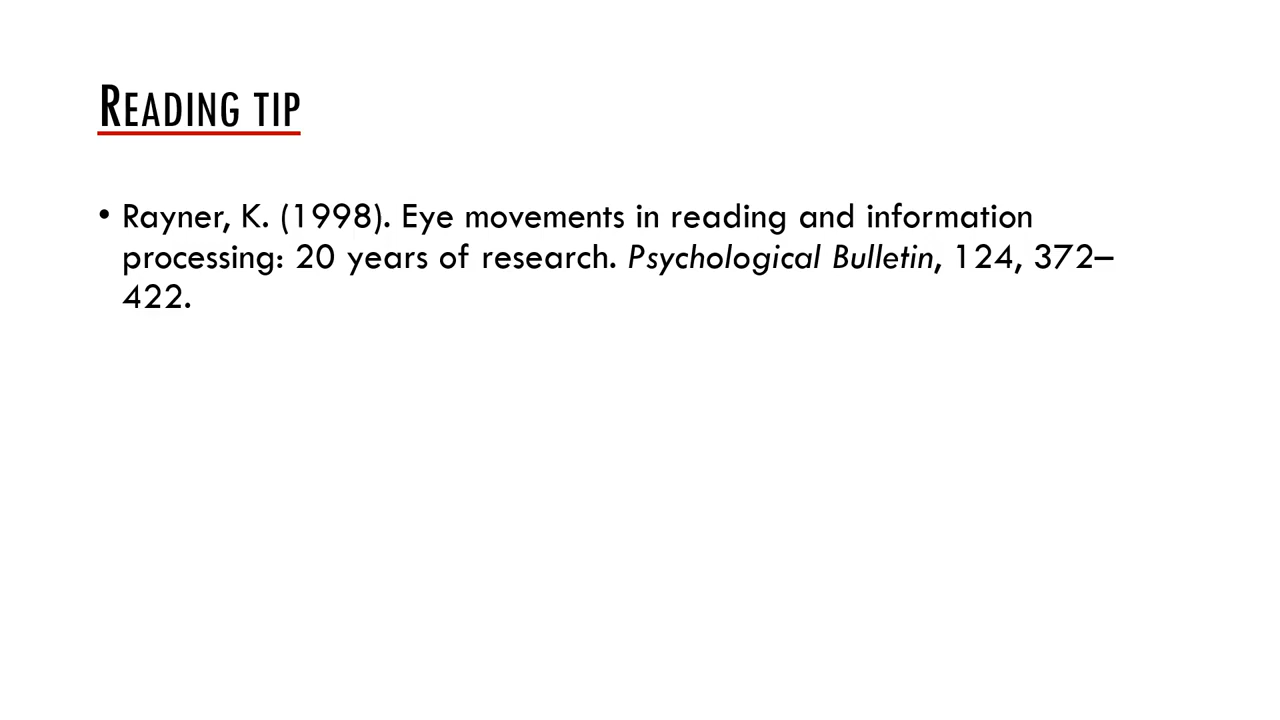 Reading tip
• Rayner, K. (1998). Eye movements in reading and information
processing: 20 years of research. Psychological Bulletin, 124, 372–
422.